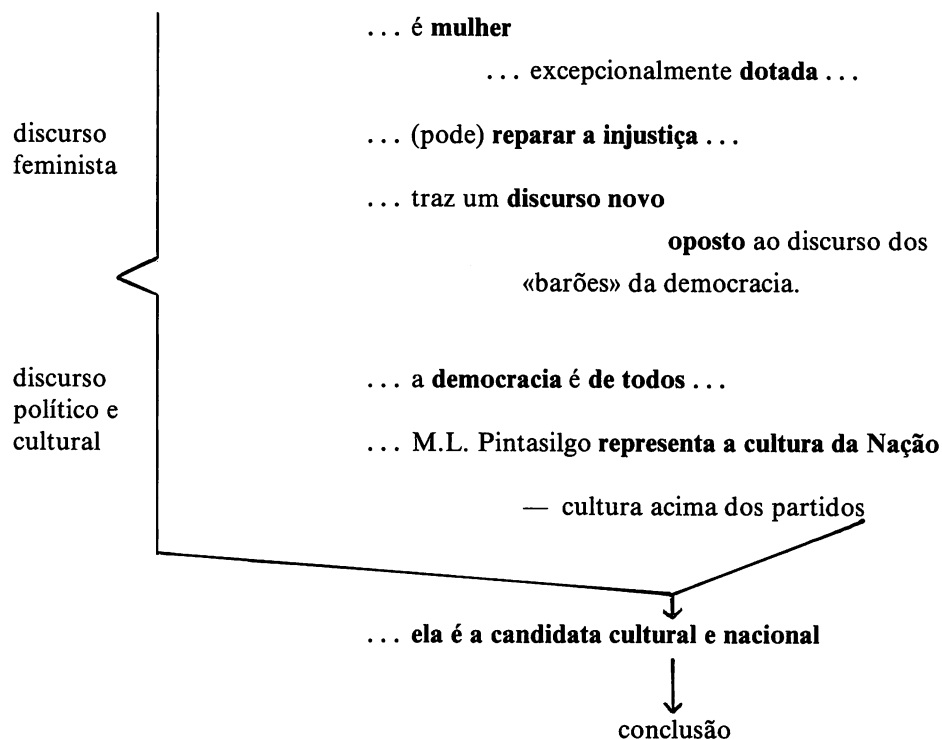 ... é mulher
... excepcionalmente dotada ...
discurso
feminista
... (pode) reparar a injustiça ...
... traz um discurso novo
oposto ao discurso dos
«barões» da democracia.
discurso
político e
cultural
... a democracia é de todos ...
... M.L. Pintasilgo representa a cultura da Nação
— cultura acima dos partidos
... ela é a candidata cultural e nacional
conclusão